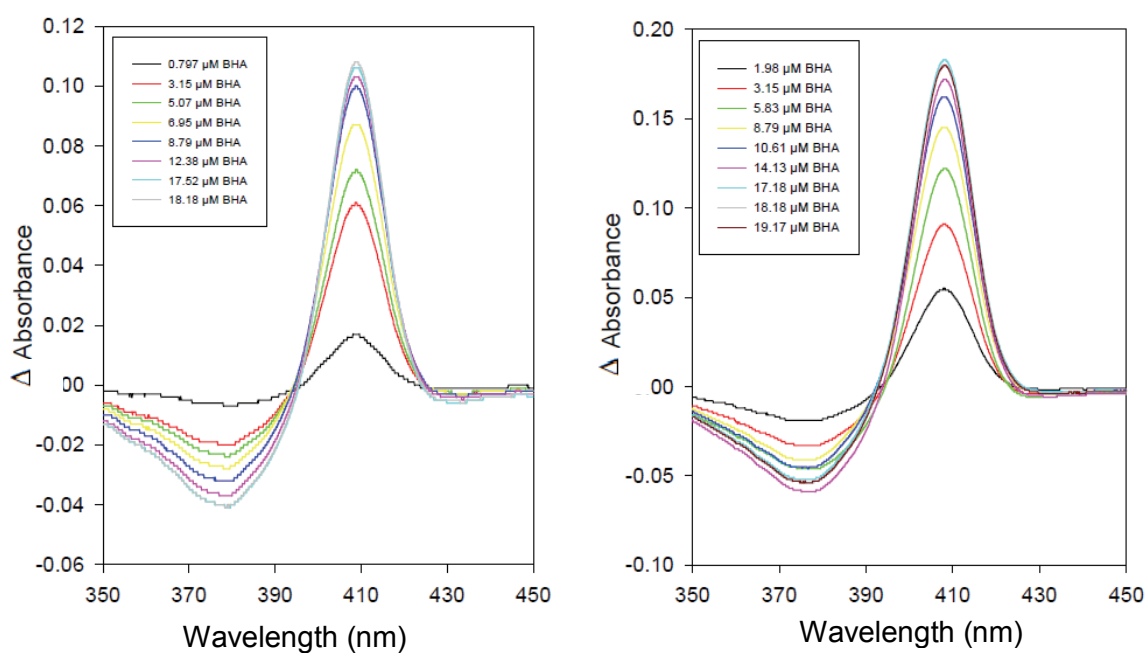 0.12
0.10
0.08
0.06
0.04
0.02
00
-0.02
-0.04
-0.06
Δ Absorbance
0.797 µM BHA
3.15 µM BHA
5.07 µM BHA
6.95 µM BHA
8.79 µM BHA
12.38 µM BHA
17.52 µM BHA
18.18 µM BHA
350 370 390 410 430 450
Wavelength (nm)
0.20
0.15
0.10
0.05
00
-0.05
-0.10
Δ Absorbance
1.98 µM BHA
3.15 µM BHA
5.83 µM BHA
8.79 µM BHA
10.61 µM BHA
14.13 µM BHA
17.18 µM BHA
18.18 µM BHA
19.17 µM BHA
350 370 390 410 430 450
Wavelength (nm)